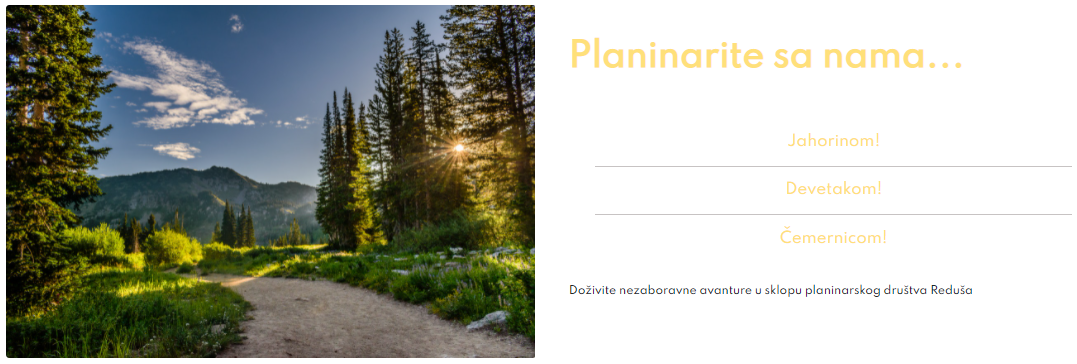 Planinarite sa nama...
Jahorinom!
Devetakom!
Čemernicom!
Doživite nezaboravne avanture u sklopu planinarskog društva Reduša